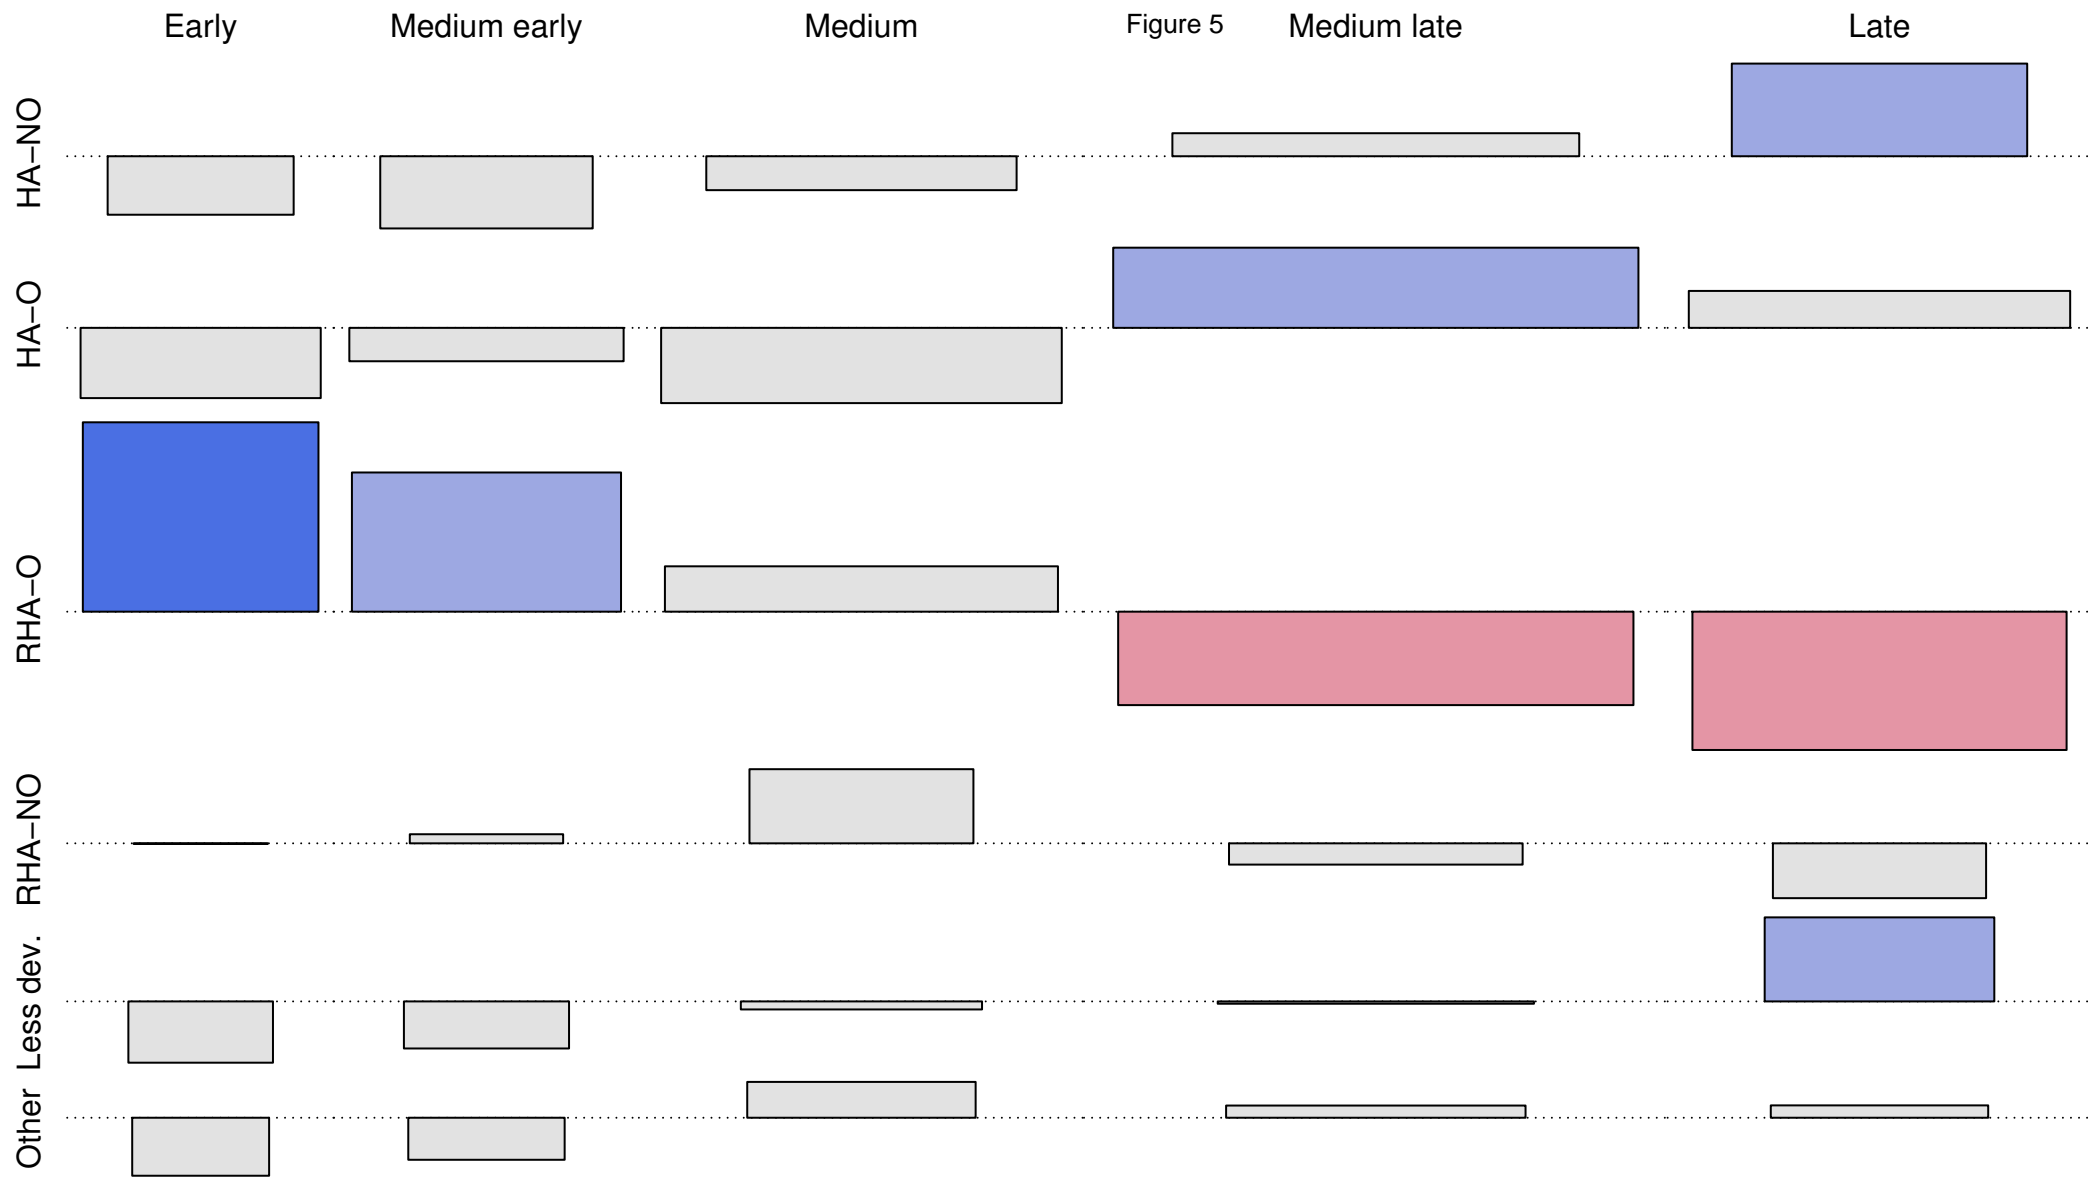 Early Medium early Medium Figure 5 Medium late Late
HA–NO
HA–O
RHA–O
RHA–NO
Less dev.
Other